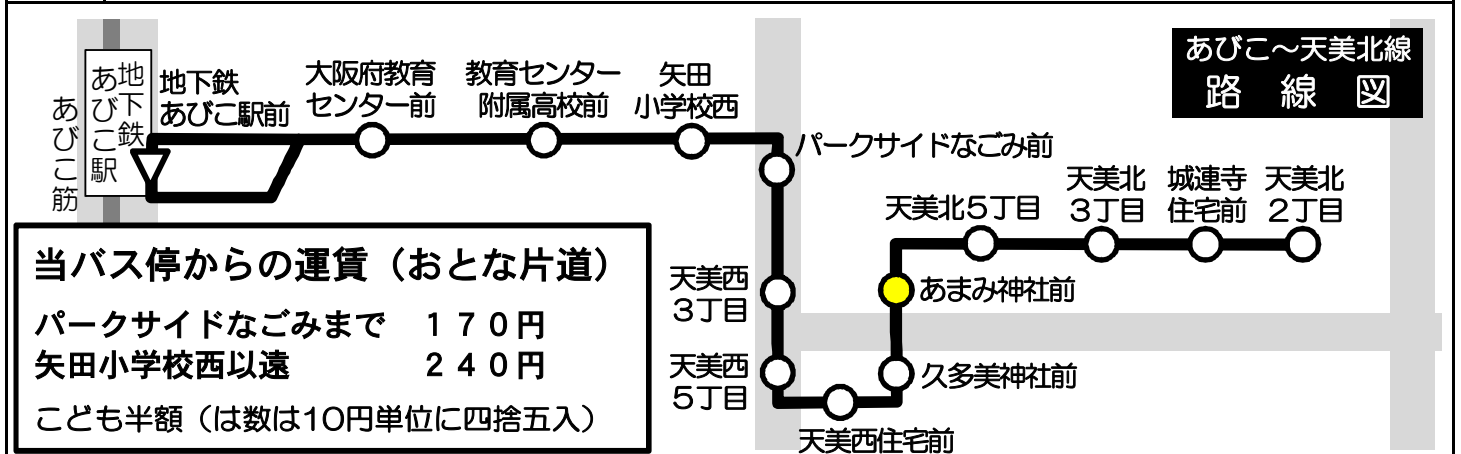 あびこ～天美北線
路線図
あびこ筋
地下鉄
あびこ駅
地下鉄
あびこ駅前
大阪府教育
センター前
教育センター
附属高校前
矢田
小学校西
パークサイドなごみ前
天美西
3丁目
天美西
5丁目
天美西住宅前
久多美神社前
あまみ神社前
天美北5丁目
天美北
3丁目
城連寺
住宅前
天美北
2丁目
当バス停からの運賃（おとな片道）
パークサイドなごみまで　１７０円
矢田小学校西以遠　２４０円
こども半額（は数は10円単位に四捨五入）